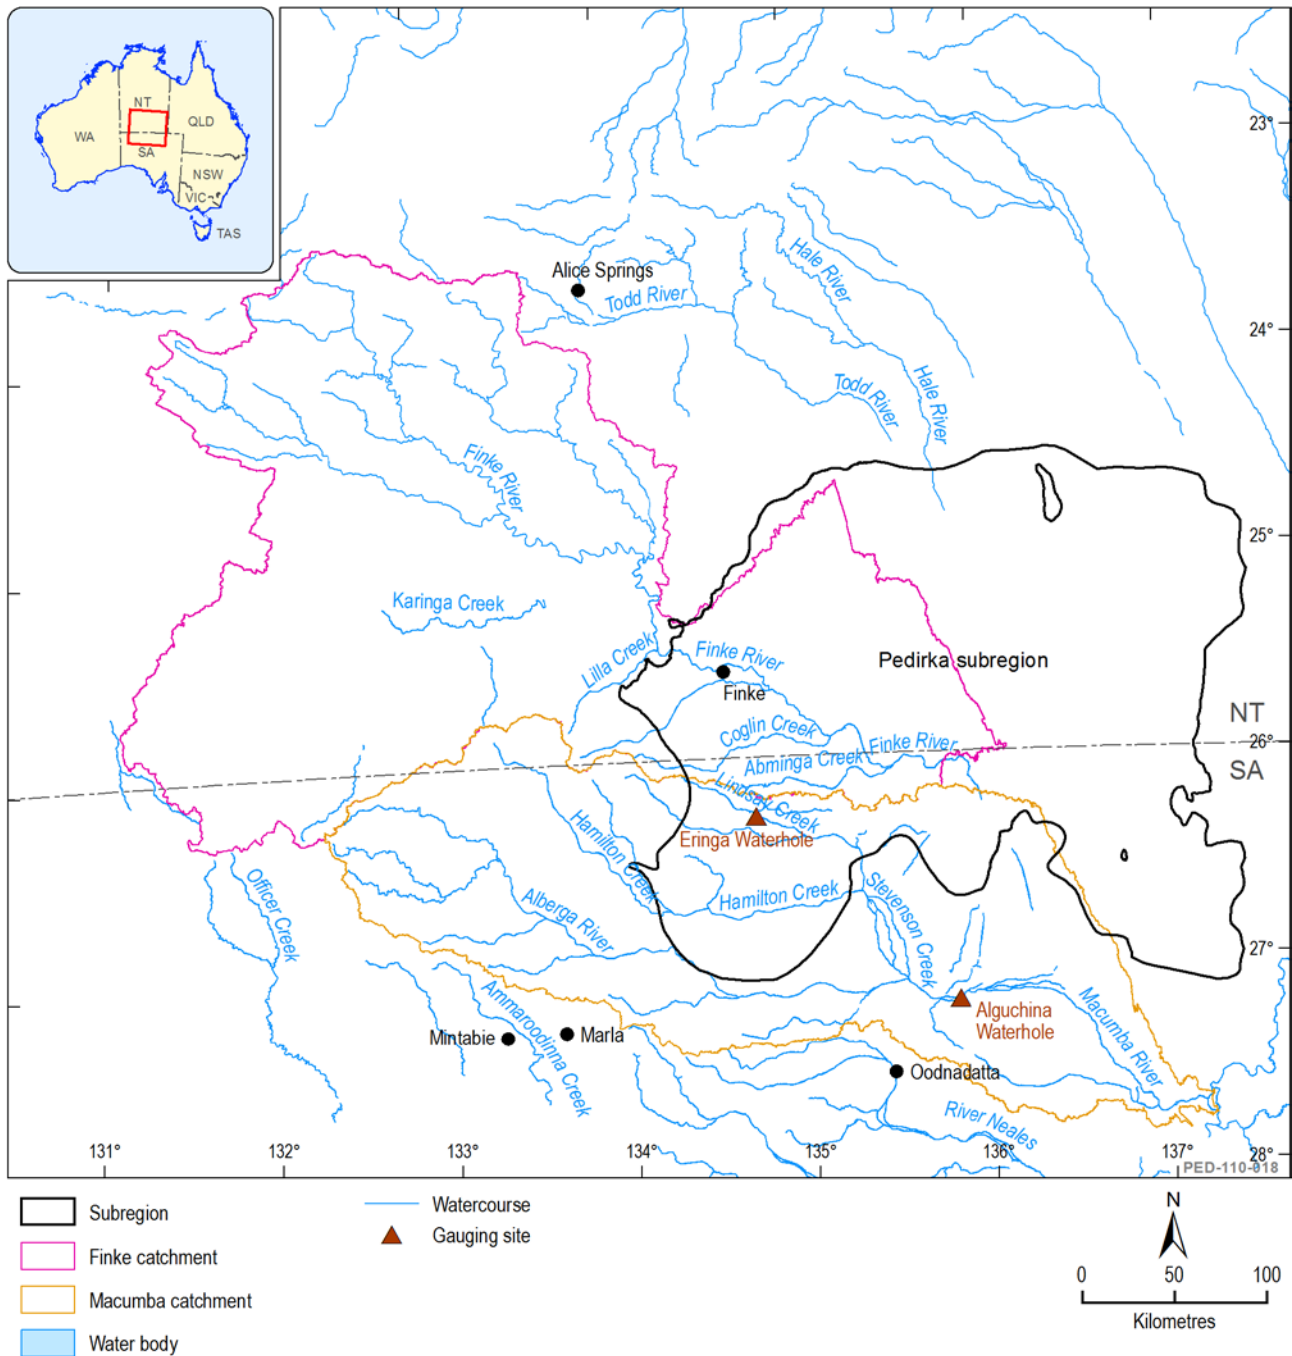 NT
WA
QLD
SA
NSW
VIC
TAS
23°
Hale River
Alice Springs
Todd River
24°
Hale River
Todd River
Finke River
25°
Karinga Creek
Lilla Creek
Finke River
Pedirka subregion
Finke
NT
Coglin Creek
Finke River
26°
Abminga Creek
SA
Lindsay Creek
Eringa Waterhole
Hamilton Creek
Officer Creek
Stevenson Creek
Hamilton Creek
Alberga River
27°
Ammaroodinna Creek
Macumba River
Alguchina
Waterhole
Mintabie
Marla
Oodnadatta
River Neales
131°
132°
133°
134°
135°
136°
137°
28°
PED-110-018
Subregion
Finke catchment
Macumba catchment
Water body
Watercourse
Gauging site
N
0
50
100
Kilometres